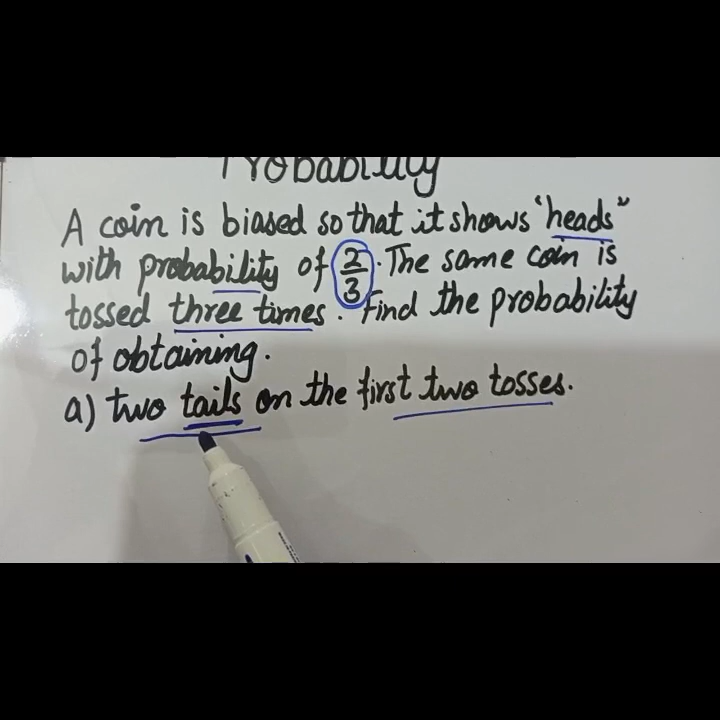 Probability
A coin is biased so that it shows "heads"
with probability of 2/3. The same coin is
tossed three times. Find the probability
of obtaining.
a) two tails on the first two tosses.